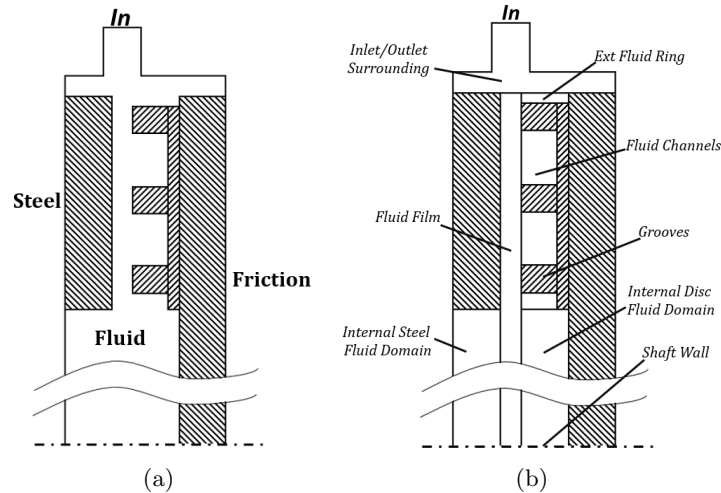 In
Steel
Friction
Fluid
(a)
In
Inlet/Outlet
Surrounding
Ext Fluid Ring
Fluid Channels
Fluid Film
Grooves
Internal Disc
Fluid Domain
Internal Steel
Fluid Domain
Shaft Wall
(b)